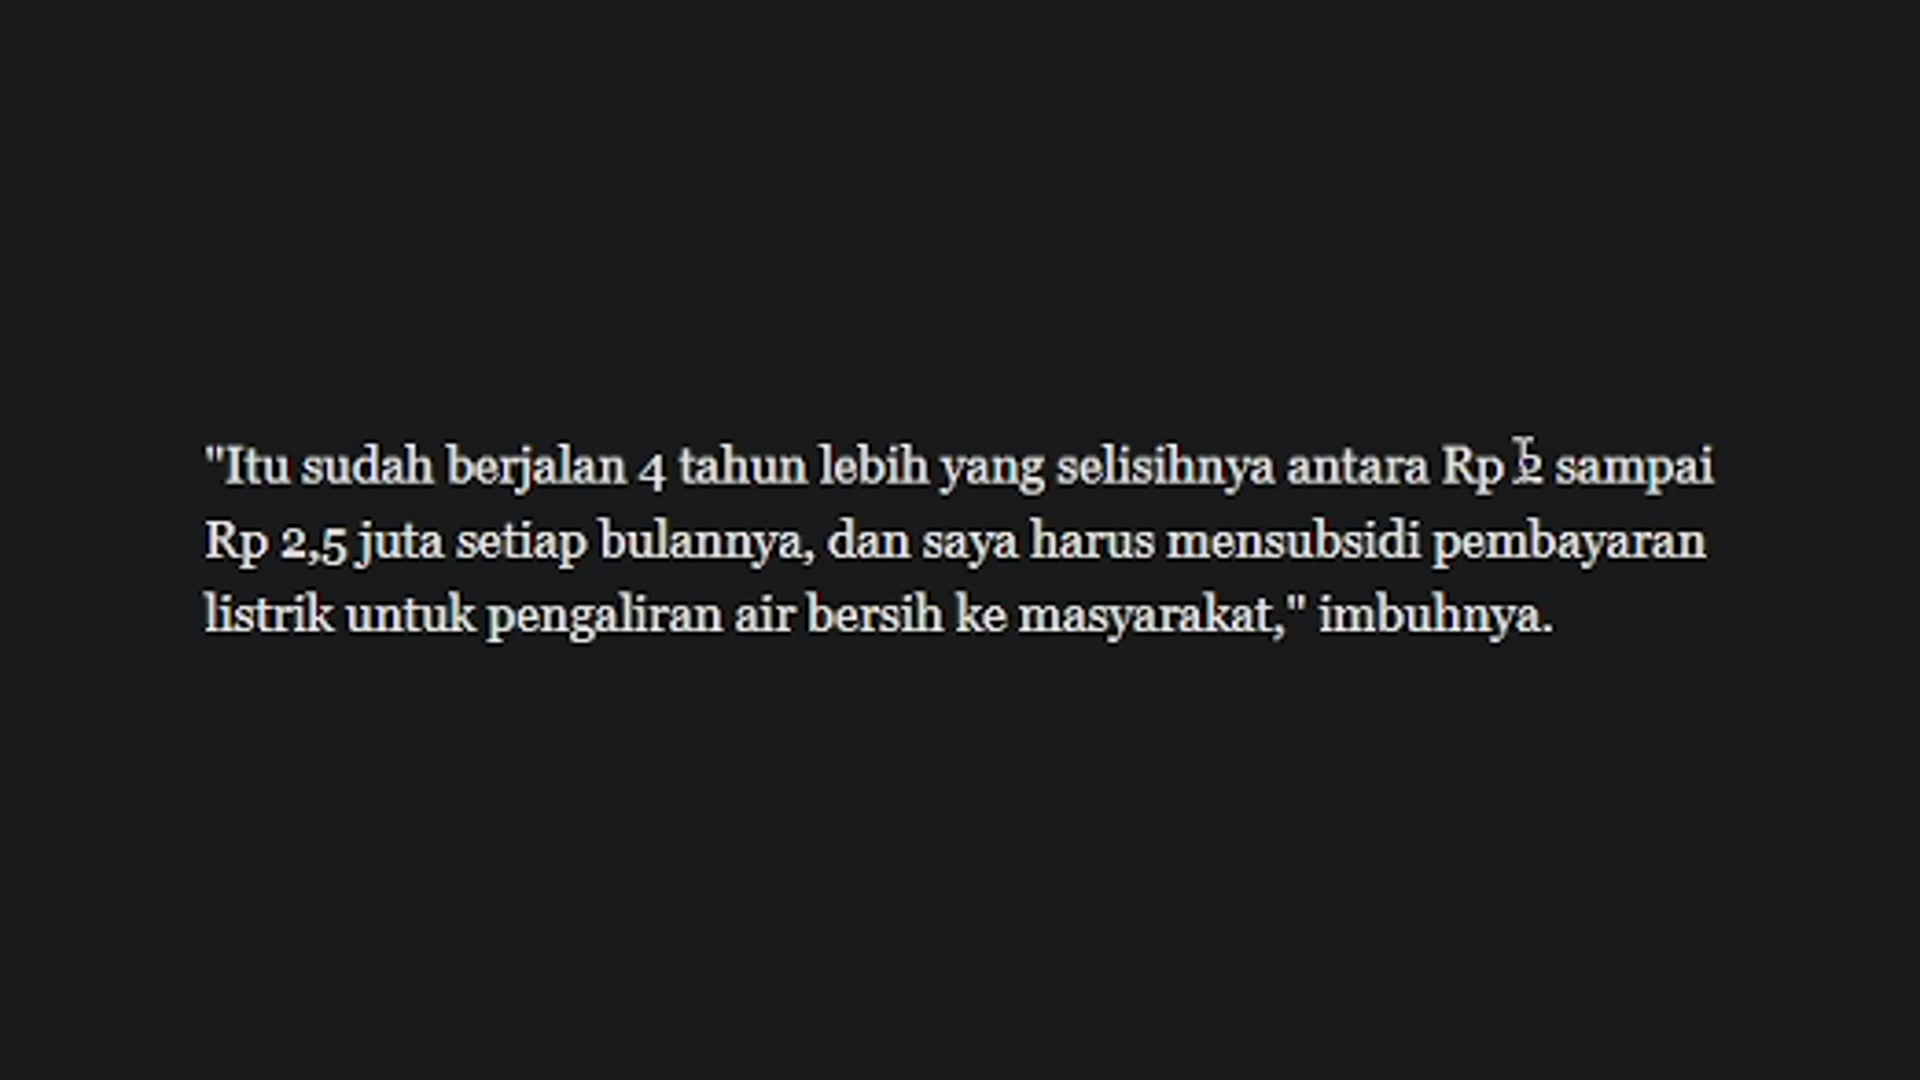 "Itu sudah berjalan 4 tahun lebih yang selisihnya antara Rp 2 sampai
Rp 2,5 juta setiap bulannya, dan saya harus mensubsidi pembayaran
listrik untuk pengaliran air bersih ke masyarakat," imbuhnya.